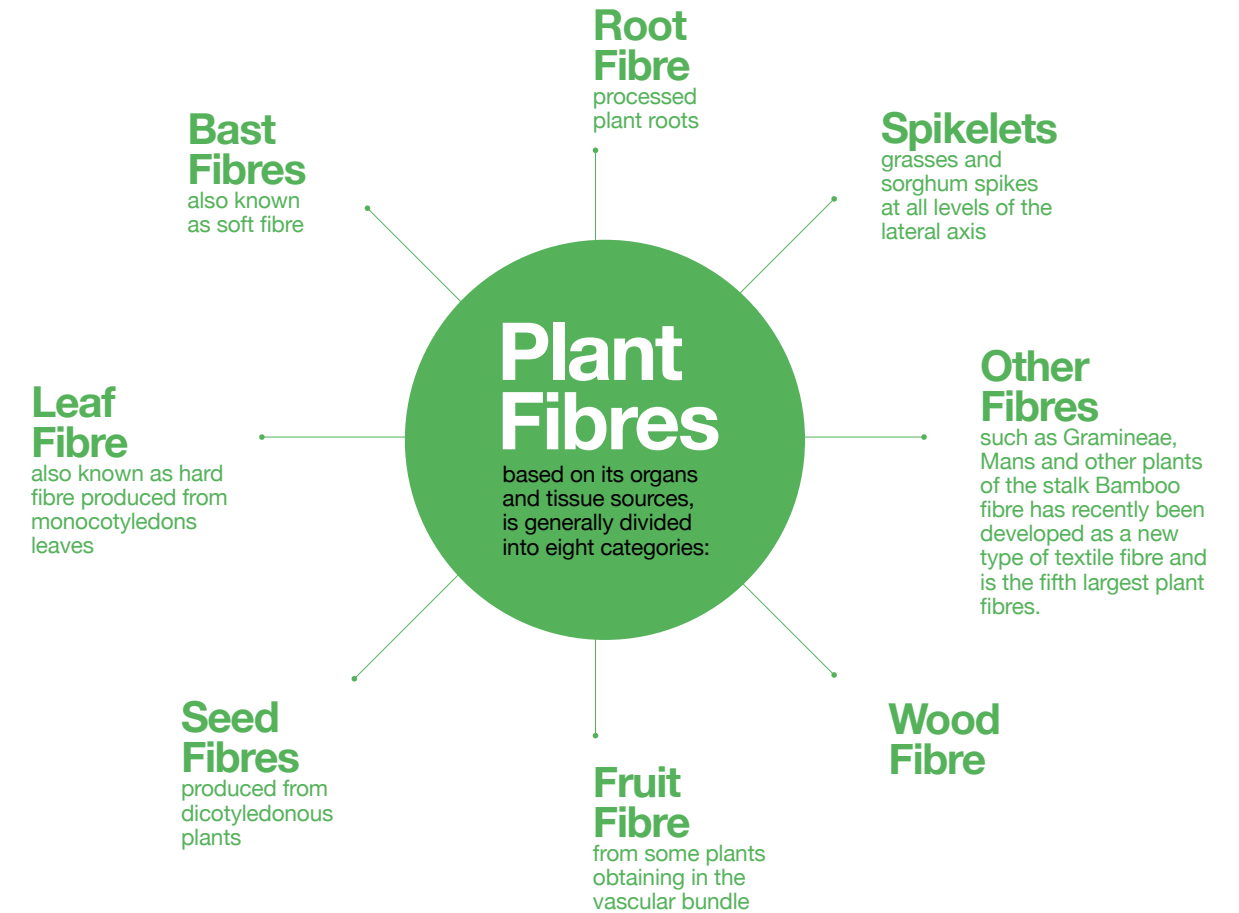 Plant
Fibres
based on its organs
and tissue sources,
is generally divided
into eight categories:
Root
Fibre
processed
plant roots
Spikelets
grasses and
sorghum spikes
at all levels of the
lateral axis
Other
Fibres
such as Gramineae,
Mans and other plants
of the stalk Bamboo
fibre has recently been
developed as a new
type of textile fibre and
is the fifth largest plant
fibres.
Wood
Fibre
Fruit
Fibre
from some plants
obtaining in the
vascular bundle
Seed
Fibres
produced from
dicotyledonous
plants
Leaf
Fibre
also known as hard
fibre produced from
monocotyledons
leaves
Bast
Fibres
also known
as soft fibre